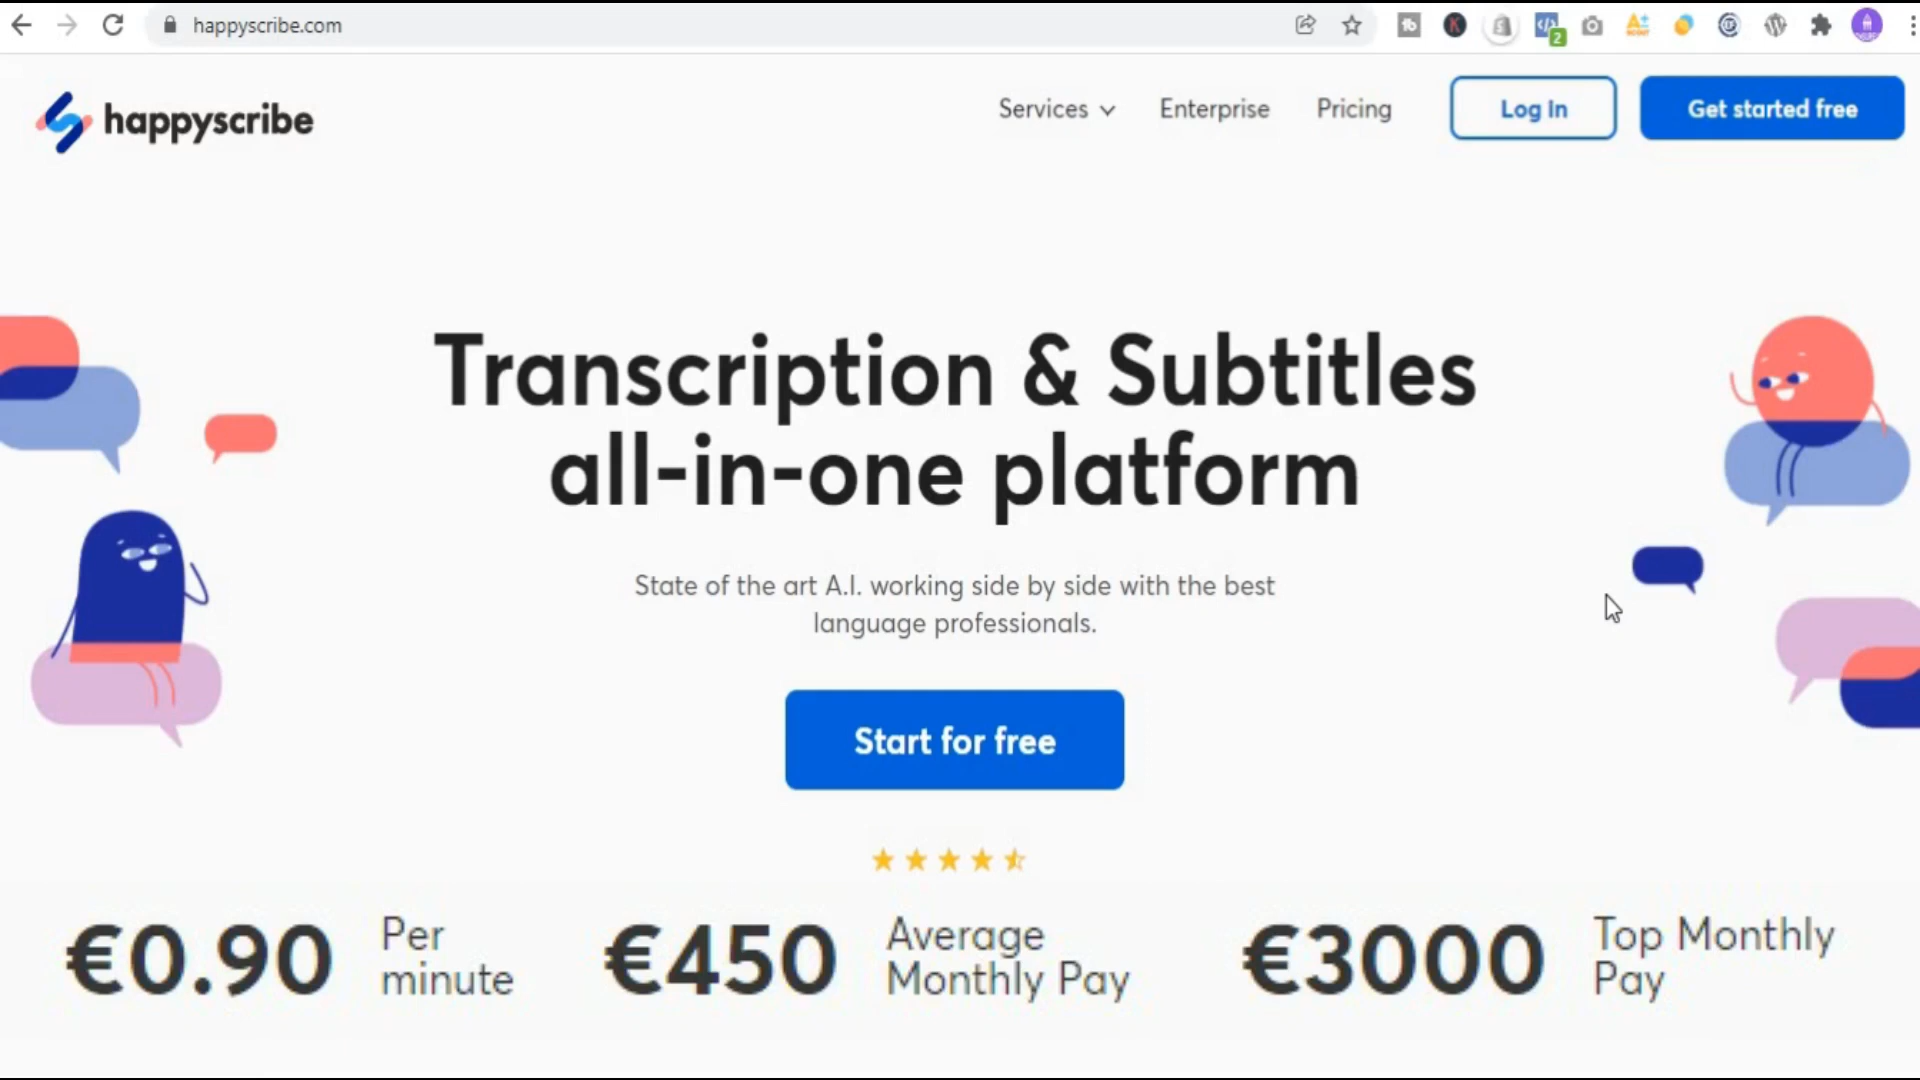 happyscribe.com
2
happyscribe
Services Enterprise Pricing Log In Get started free
Transcription & Subtitles
all-in-one platform
State of the art A.I. working side by side with the best
language professionals.
Start for free
€0.90 Per minute
€450 Average Monthly Pay
€3000 Top Monthly Pay